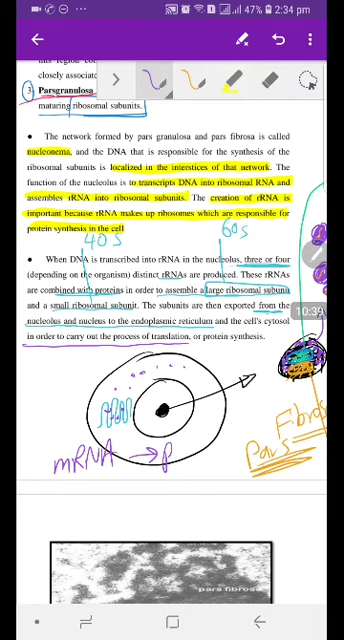 47% 2:34 pm
this region con
closely associate
3. Parsgranulosa
maturing ribosomal subunits.
• The network formed by pars granulosa and pars fibrosa is called
nucleonema, and the DNA that is responsible for the synthesis of the
ribosomal subunits is localized in the interstices of that network. The
function of the nucleolus is to transcripts DNA into ribosomal RNA and
assembles rRNA into ribosomal subunits. The creation of rRNA is
important because rRNA makes up ribosomes which are responsible for
protein synthesis in the cell
40s 60s
• When DNA is transcribed into rRNA in the nucleolus, three or four
(depending on the organism) distinct rRNAs are produced. These rRNAs
are combined with proteins in order to assemble a large ribosomal subunit
and a small ribosomal subunit. The subunits are then exported from the
nucleolus and nucleus to the endoplasmic reticulum and the cell's cytosol
in order to carry out the process of translation, or protein synthesis.
10:39
Fibros
Pars
mRNA → P
pars fibrosa